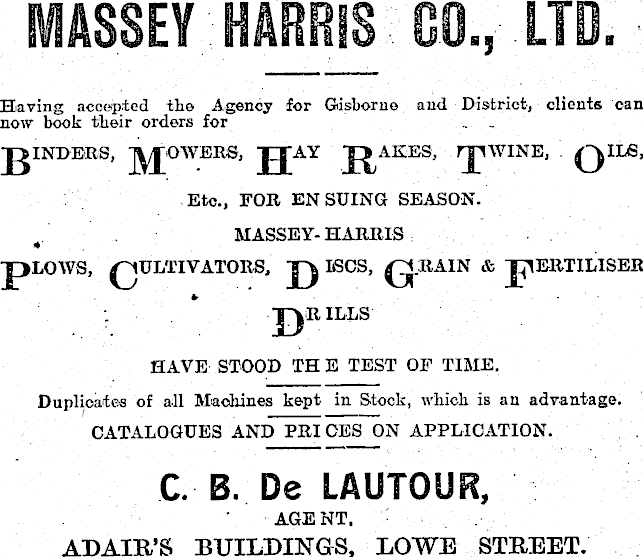 MASSEY HARRIS CO., LTD.
Having accepted the Agency for Gisborne and District, clients can
now book their orders for
BINDERS, MOWERS, HAY RAKES, TWINE, OILS,
Etc., FOR ENSUING SEASON.
MASSEY-HARRIS
PLOWS, CULTIVATORS, DISCS, GRAIN & FERTILISER
DRILLS
HAVE STOOD THE TEST OF TIME.
Duplicates of all Machines kept in Stock, which is an advantage.
CATALOGUES AND PRICES ON APPLICATION.
C. B. De LAUTOUR,
AGENT,
ADAIR'S BUILDINGS, LOWE STREET.